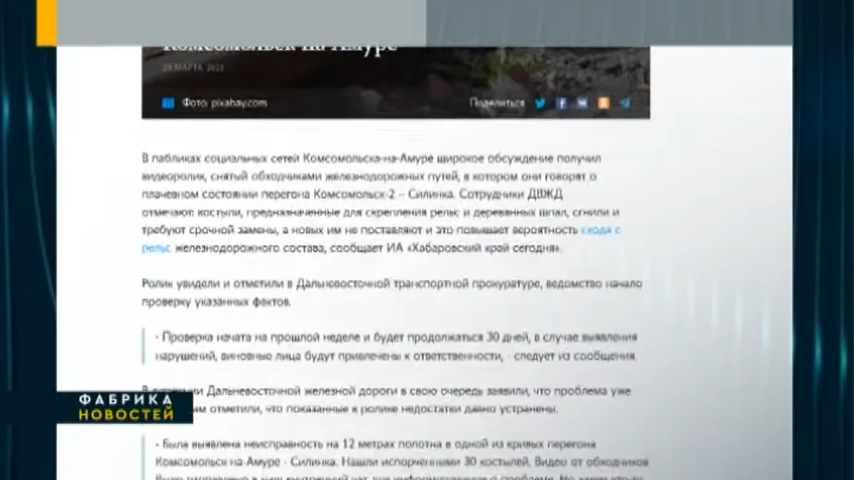 Комсомольск-на-Амуре
29 МАРТА, 2021
Фото: pixabay.com
Поделиться
В пабликах социальных сетей Комсомольска-на-Амуре широкое обсуждение получил
видеоролик, снятый обходчиками железнодорожных путей, в котором они говорят о
плачевном состоянии перегона Комсомольск-2 – Силинка. Сотрудники ДВЖД
отмечают: костыли, предназначенные для скрепления рельс и деревянных шпал, сгнили и
требуют срочной замены, а новых им не поставляют и это повышает вероятность схода с
рельс железнодорожного состава, сообщает ИА «Хабаровский край сегодня».
Ролик увидели и отметили в Дальневосточной транспортной прокуратуре, ведомство начало
проверку указанных фактов.
- Проверка начата на прошлой неделе и будет продолжаться 30 дней, в случае выявления
нарушений, виновные лица будут привлечены к ответственности, - следует из сообщения.
В Дальневосточной железной дороги в свою очередь заявили, что проблема уже
отметили, что показанные в ролике недостатки давно устранены.
ФАБРИКА
НОВОСТЕЙ
- Была выявлена неисправность на 12 метрах полотна в одной из кривых перегона
Комсомольск-на-Амуре - Силинка. Нашли испорченными 30 костылей. Видео от обходчиков